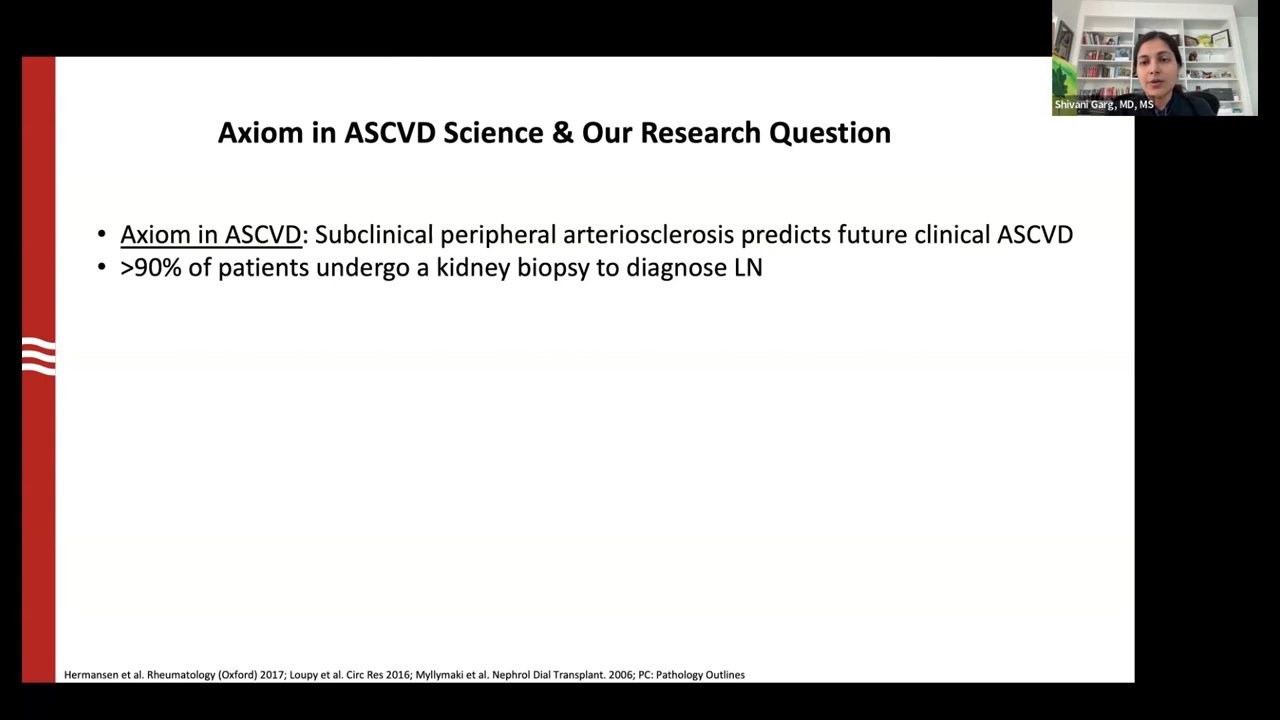 Shivani Garg, MD, MS
Axiom in ASCVD Science & Our Research Question
• Axiom in ASCVD: Subclinical peripheral arteriosclerosis predicts future clinical ASCVD
• >90% of patients undergo a kidney biopsy to diagnose LN
Hermansen et al. Rheumatology (Oxford) 2017; Loupy et al. Circ Res 2016; Myllymaki et al. Nephrol Dial Transplant. 2006; PC: Pathology Outlines